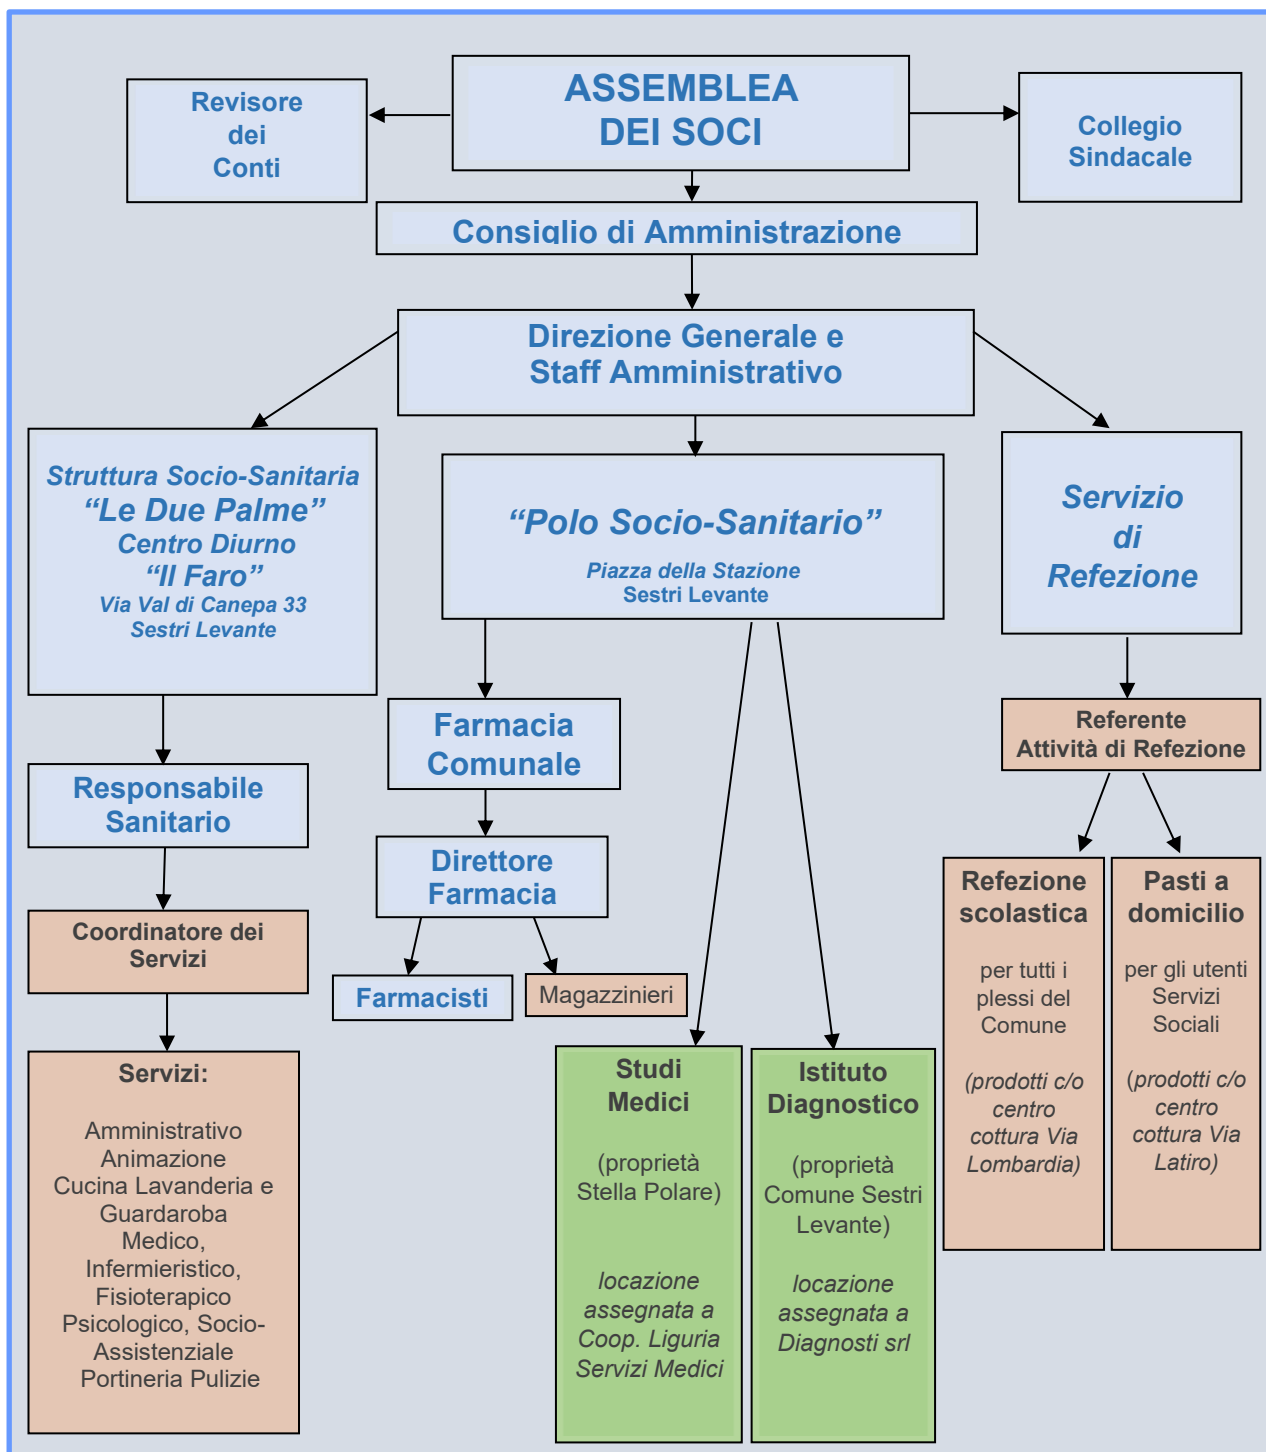 ASSEMBLEA
DEI SOCI
Revisore
dei
Conti
Collegio
Sindacale
Consiglio di Amministrazione
Direzione Generale e
Staff Amministrativo
Struttura Socio-Sanitaria
“Le Due Palme”
Centro Diurno
“Il Faro”
Via Val di Canepa 33
Sestri Levante
“Polo Socio-Sanitario”
Piazza della Stazione
Sestri Levante
Servizio
di
Refezione
Responsabile
Sanitario
Coordinatore dei
Servizi
Servizi:
Amministrativo
Animazione
Cucina Lavanderia e
Guardaroba
Medico,
Infermieristico,
Fisioterapico
Psicologico, Socio-
Assistenziale
Portineria Pulizie
Farmacia
Comunale
Direttore
Farmacia
Farmacisti
Magazzinieri
Studi
Medici
(proprietà
Stella Polare)
locazione
assegnata a
Coop. Liguria
Servizi Medici
Istituto
Diagnostico
(proprietà
Comune Sestri
Levante)
locazione
assegnata a
Diagnosti srl
Referente
Attività di Refezione
Refezione
scolastica
per tutti i
plessi del
Comune
(prodotti c/o
centro
cottura Via
Lombardia)
Pasti a
domicilio
per gli utenti
Servizi
Sociali
(prodotti c/o
centro
cottura Via
Latiro)